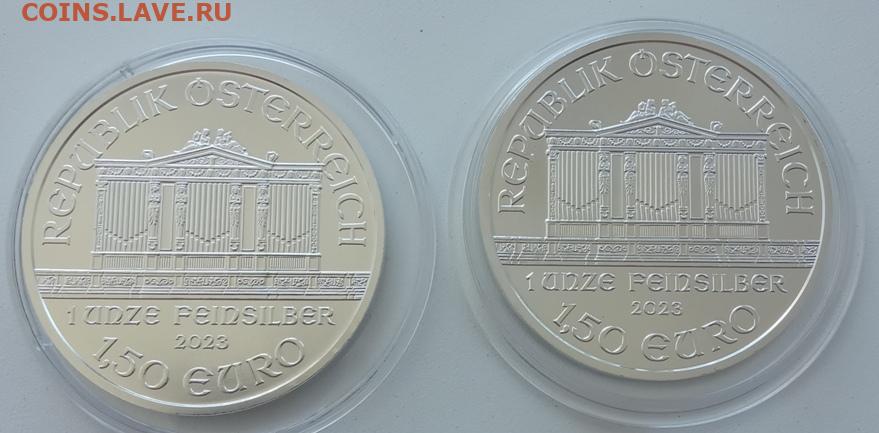 COINS.LAVE.RU
REPUBLIK ÖSTERREICH
1 UNZE FEINSILBER
2023
1,50 EURO
REPUBLIK ÖSTERREICH
1 UNZE FEINSILBER
2023
1,50 EURO